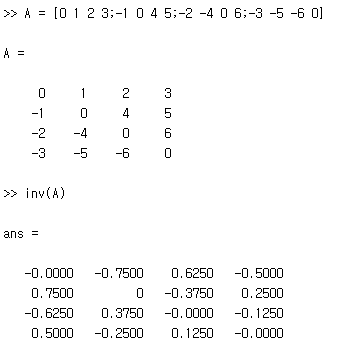 >> A = [0 1 2 3;-1 0 4 5;-2 -4 0 6;-3 -5 -6 0]
A =
0 1 2 3
-1 0 4 5
-2 -4 0 6
-3 -5 -6 0
>> inv(A)
ans =
-0.0000 -0.7500 0.6250 -0.5000
0.7500 0 -0.3750 0.2500
-0.6250 0.3750 -0.0000 -0.1250
0.5000 -0.2500 0.1250 -0.0000